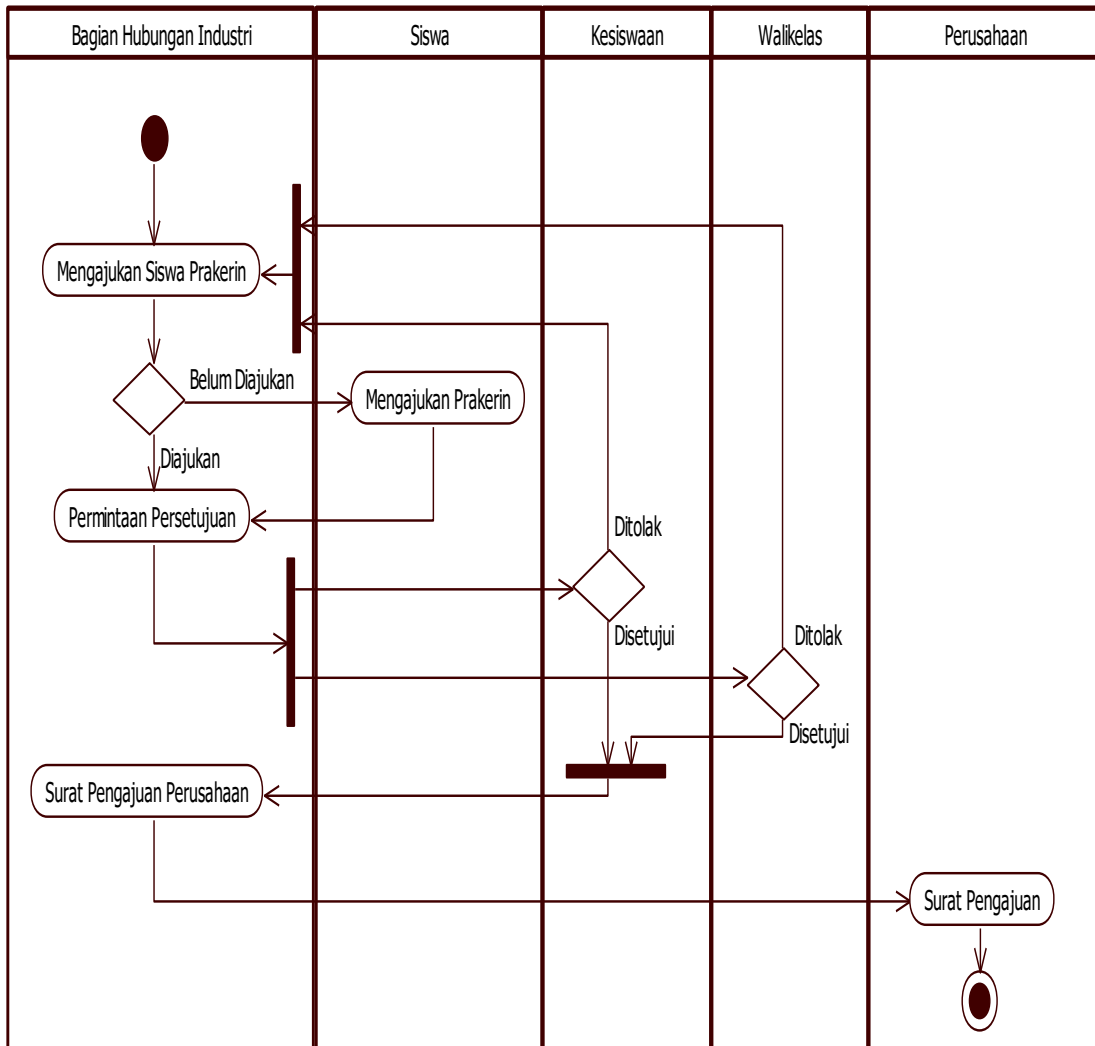 Bagian Hubungan Industri
Siswa
Kesiswaan
Walikelas
Perusahaan
Mengajukan Siswa Prakerin
Belum Diajukan
Mengajukan Prakerin
Diajukan
Permintaan Persetujuan
Ditolak
Disetujui
Ditolak
Disetujui
Surat Pengajuan Perusahaan
Surat Pengajuan